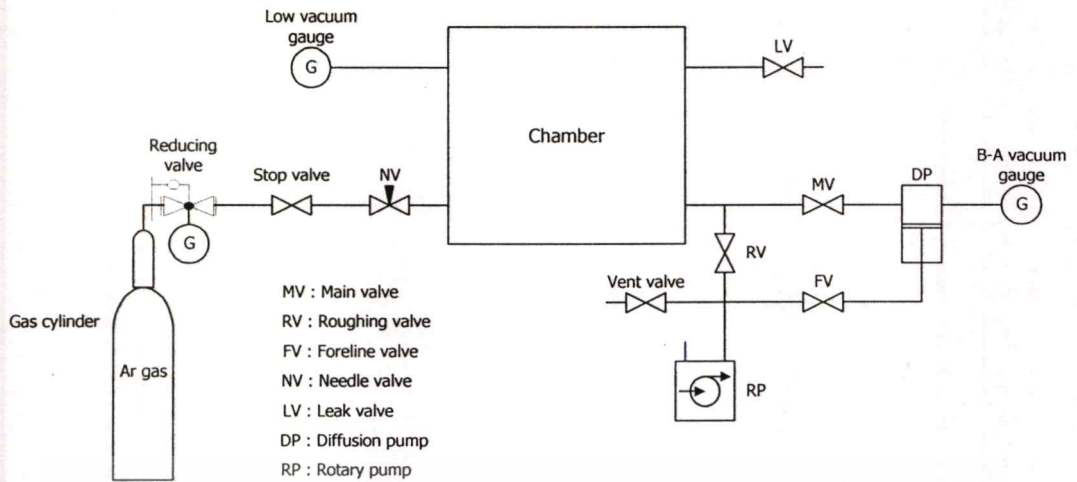 Low vacuum
gauge
G
LV
Chamber
Reducing
valve
Stop valve
NV
B-A vacuum
gauge
DP
MV
G
G
RV
Vent valve
FV
Gas cylinder
Ar gas
RP
MV : Main valve
RV : Roughing valve
FV : Foreline valve
NV : Needle valve
LV : Leak valve
DP : Diffusion pump
RP : Rotary pump